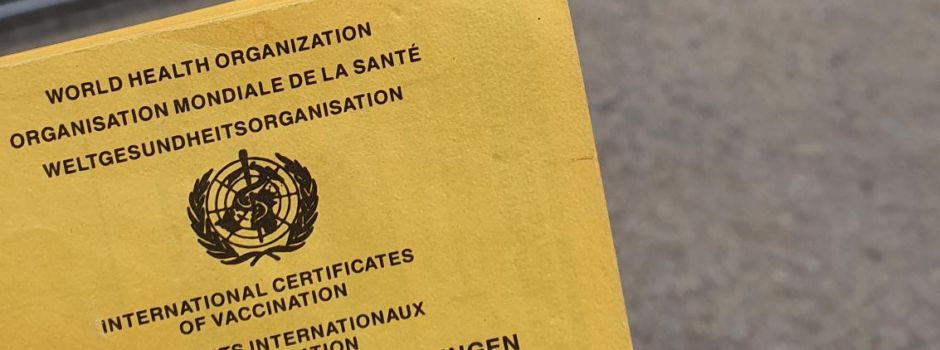 WORLD HEALTH ORGANIZATION
ORGANISATION MONDIALE DE LA SANTÉ
WELTGESUNDHEITSORGANISATION
INTERNATIONAL CERTIFICATES
OF VACCINATION
INTERNATIONAUX